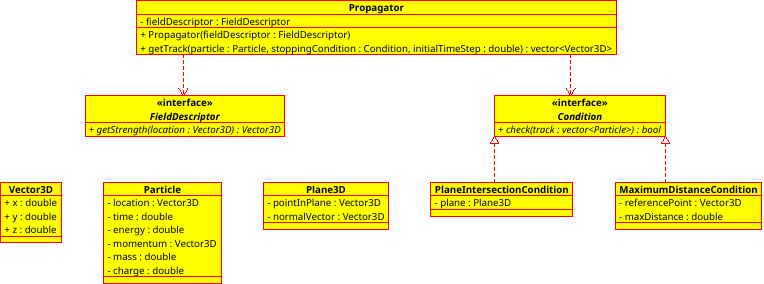 Propagator
- fieldDescriptor : FieldDescriptor
+ Propagator(fieldDescriptor : FieldDescriptor)
+ getTrack(particle : Particle, stoppingCondition : Condition, initialTimeStep : double) : vector<Vector3D>
«interface»
FieldDescriptor
+ getStrength(location : Vector3D) : Vector3D
«interface»
Condition
+ check(track : vector<Particle>) : bool
Vector3D
+ x : double
+ y : double
+ z : double
Particle
- location : Vector3D
- time : double
- energy : double
- momentum : Vector3D
- mass : double
- charge : double
Plane3D
- pointInPlane : Vector3D
- normalVector : Vector3D
PlaneIntersectionCondition
- plane : Plane3D
MaximumDistanceCondition
- referencePoint : Vector3D
- maxDistance : double